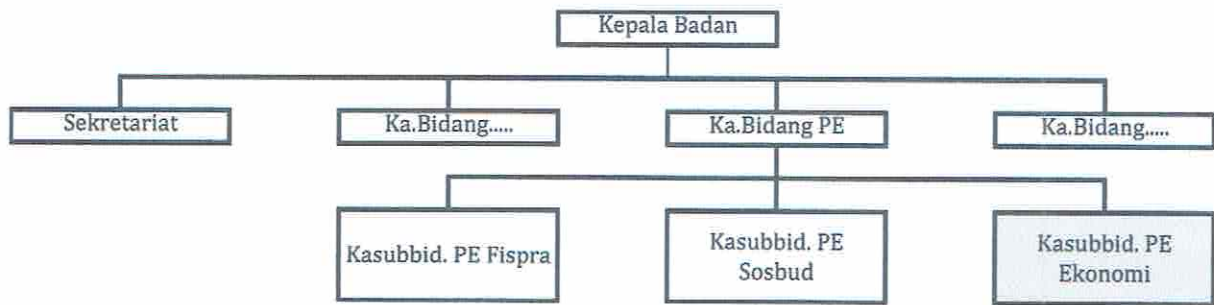 Kepala Badan
Sekretariat
Ka.Bidang.....
Ka.Bidang PE
Ka.Bidang.....
Kasubbid. PE Fispra
Kasubbid. PE
Sosbud
Kasubbid. PE
Ekonomi